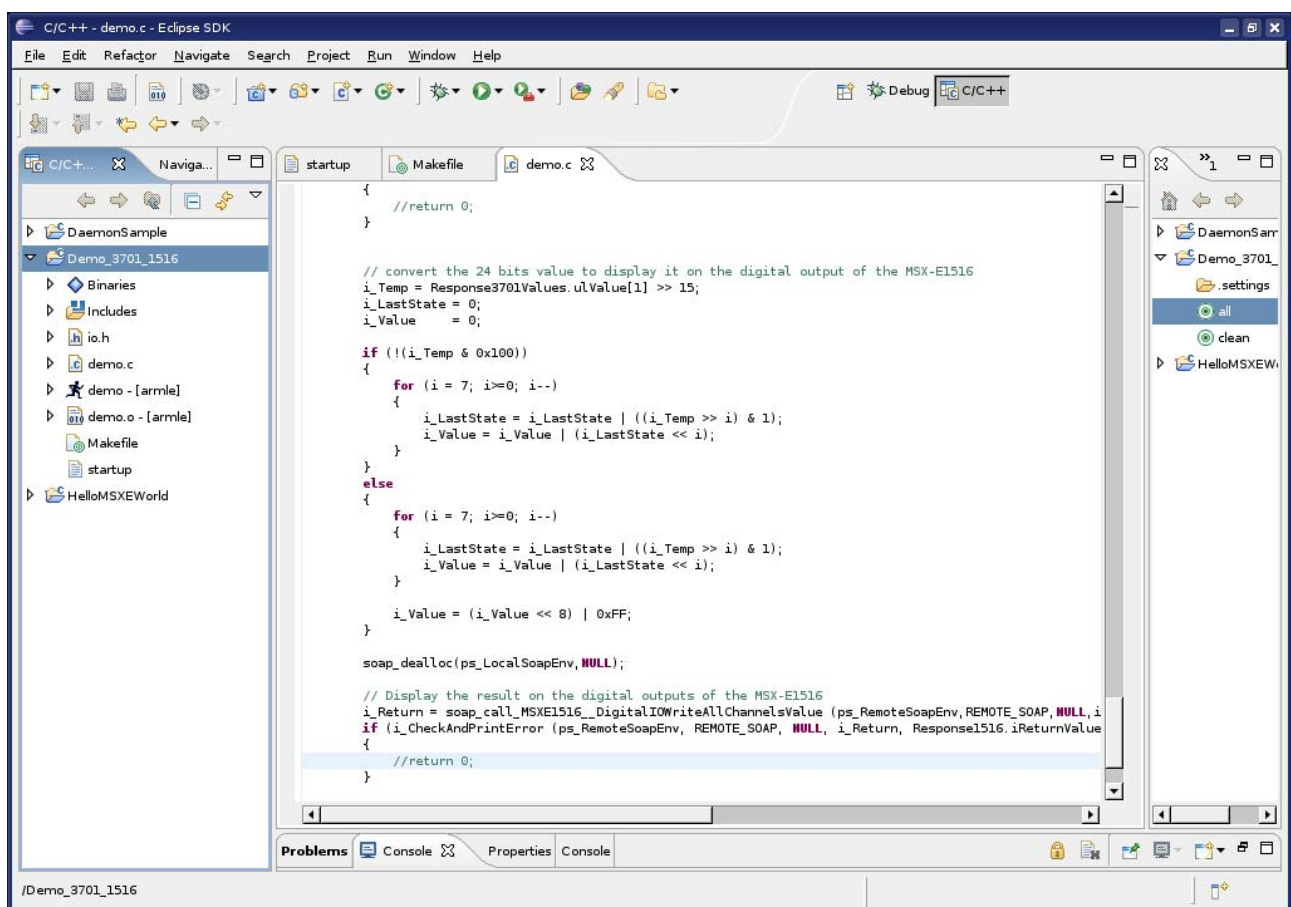 C/C++ - demo.c - Eclipse SDK
File Edit Refactor Navigate Search Project Run Window Help
Debug C/C++
C/C+... Naviga...
startup Makefile demo.c
1
DaemonSample
Demo_3701_1516
Binaries
Includes
io.h
demo.c
demo - [armle]
demo.o - [armle]
Makefile
startup
HelloMSXEWorld
{
//return 0;
}
// convert the 24 bits value to display it on the digital output of the MSX-E1516
i_Temp = Response3701Values.ulValue[1] >> 15;
i_LastState = 0;
i_Value = 0;
if (!(i_Temp & 0x100))
{
for (i = 7; i>=0; i--)
{
i_LastState = i_LastState | ((i_Temp >> i) & 1);
i_Value = i_Value | (i_LastState << i);
}
}
else
{
for (i = 7; i>=0; i--)
{
i_LastState = i_LastState | ((i_Temp >> i) & 1);
i_Value = i_Value | (i_LastState << i);
}
i_Value = (i_Value << 8) | 0xFF;
}
soap_dealloc(ps_LocalSoapEnv,NULL);
// Display the result on the digital outputs of the MSX-E1516
i_Return = soap_call_MSXE1516__DigitalIOWriteAllChannelsValue (ps_RemoteSoapEnv,REMOTE_SOAP,NULL,i
if (i_CheckAndPrintError (ps_RemoteSoapEnv, REMOTE_SOAP, NULL, i_Return, Response1516.iReturnValue
{
//return 0;
}
DaemonSam
Demo_3701_
.settings
all
clean
HelloMSXEW
Problems Console Properties Console
/Demo_3701_1516